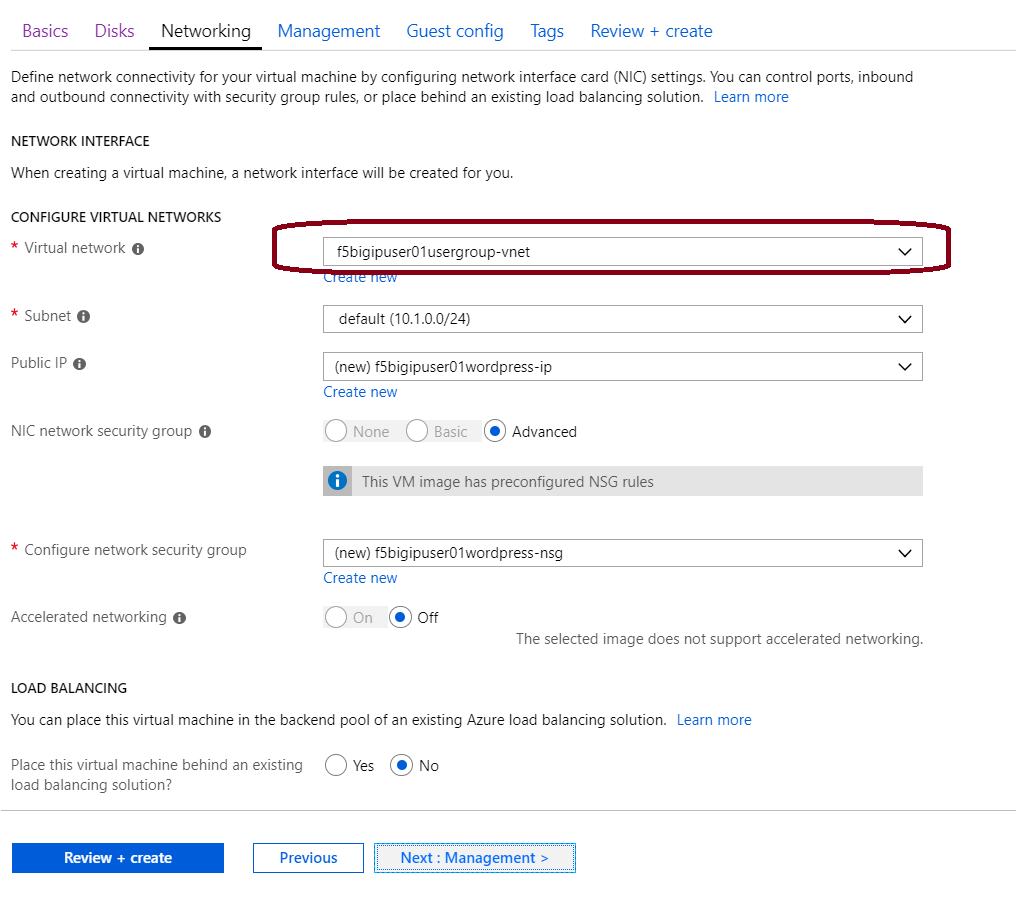 Basics Disks Networking Management Guest config Tags Review + create
Define network connectivity for your virtual machine by configuring network interface card (NIC) settings. You can control ports, inbound
and outbound connectivity with security group rules, or place behind an existing load balancing solution. Learn more
NETWORK INTERFACE
When creating a virtual machine, a network interface will be created for you.
CONFIGURE VIRTUAL NETWORKS
* Virtual network f5bigipuser01usergroup-vnet
Create new
* Subnet default (10.1.0.0/24)
Public IP (new) f5bigipuser01wordpress-ip
Create new
NIC network security group None Basic Advanced
This VM image has preconfigured NSG rules
* Configure network security group (new) f5bigipuser01wordpress-nsg
Create new
Accelerated networking On Off
The selected image does not support accelerated networking.
LOAD BALANCING
You can place this virtual machine in the backend pool of an existing Azure load balancing solution. Learn more
Place this virtual machine behind an existing Yes No
load balancing solution?
Review + create Previous Next : Management >